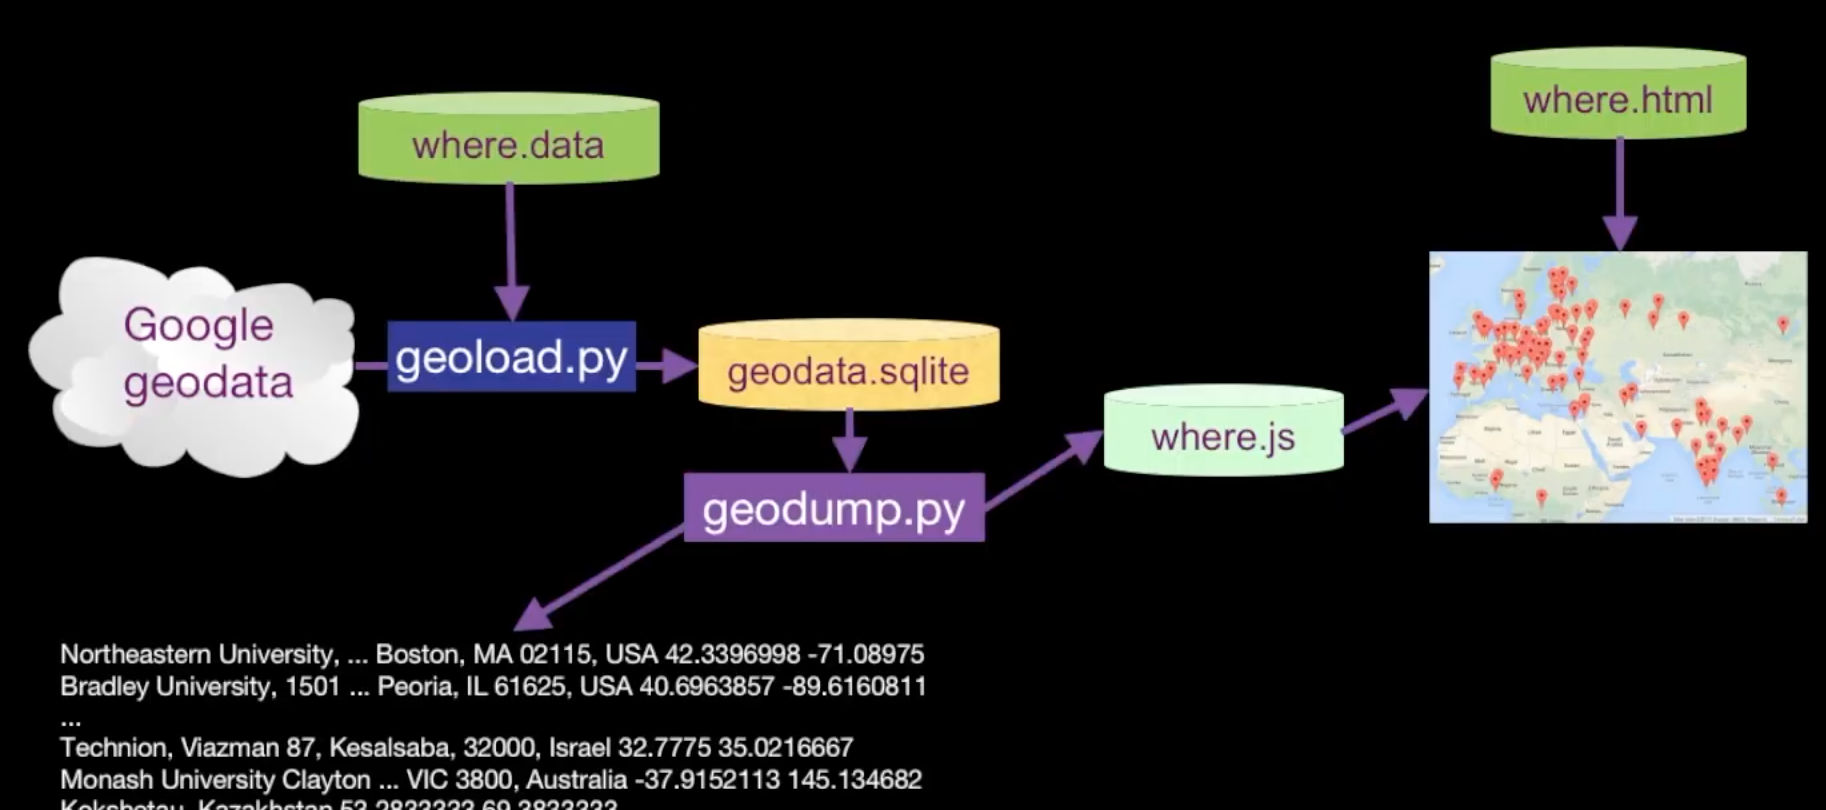 where.html
where.data
Google
geodata
geoload.py
geodata.sqlite
where.js
geodump.py
Northeastern University, ... Boston, MA 02115, USA 42.3396998 -71.08975
Bradley University, 1501 ... Peoria, IL 61625, USA 40.6963857 -89.6160811
...
Technion, Viazman 87, Kesalsaba, 32000, Israel 32.7775 35.0216667
Monash University Clayton ... VIC 3800, Australia -37.9152113 145.134682
Kokshetau, Kazakhstan 53.2833333 69.3833333